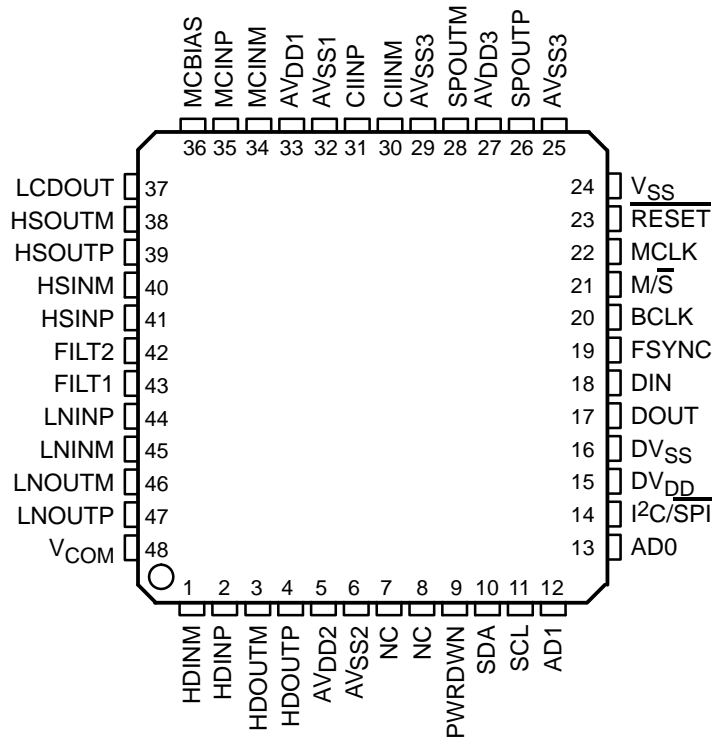 MCBIAS
MCINP
MCINM
AVDD1
AVSS1
CIINP
CIINM
AVSS3
SPOUTM
AVDD3
SPOUTP
AVSS3
36 35 34 33 32 31 30 29 28 27 26 25
LCDOUT 37 24 VSS
HSOUTM 38 23 RESET
HSOUTP 39 22 MCLK
HSINM 40 21 M/S
HSINP 41 20 BCLK
FILT2 42 19 FSYNC
FILT1 43 18 DIN
LNINP 44 17 DOUT
LNINM 45 16 DVSS
LNOUTM 46 15 DVDD
LNOUTP 47 14 I²C/SPI
VCOM 48 13 AD0
1 2 3 4 5 6 7 8 9 10 11 12
HDINM
HDINP
HDOUTM
HDOUTP
AVDD2
AVSS2
NC
NC
PWRDWN
SDA
SCL
AD1